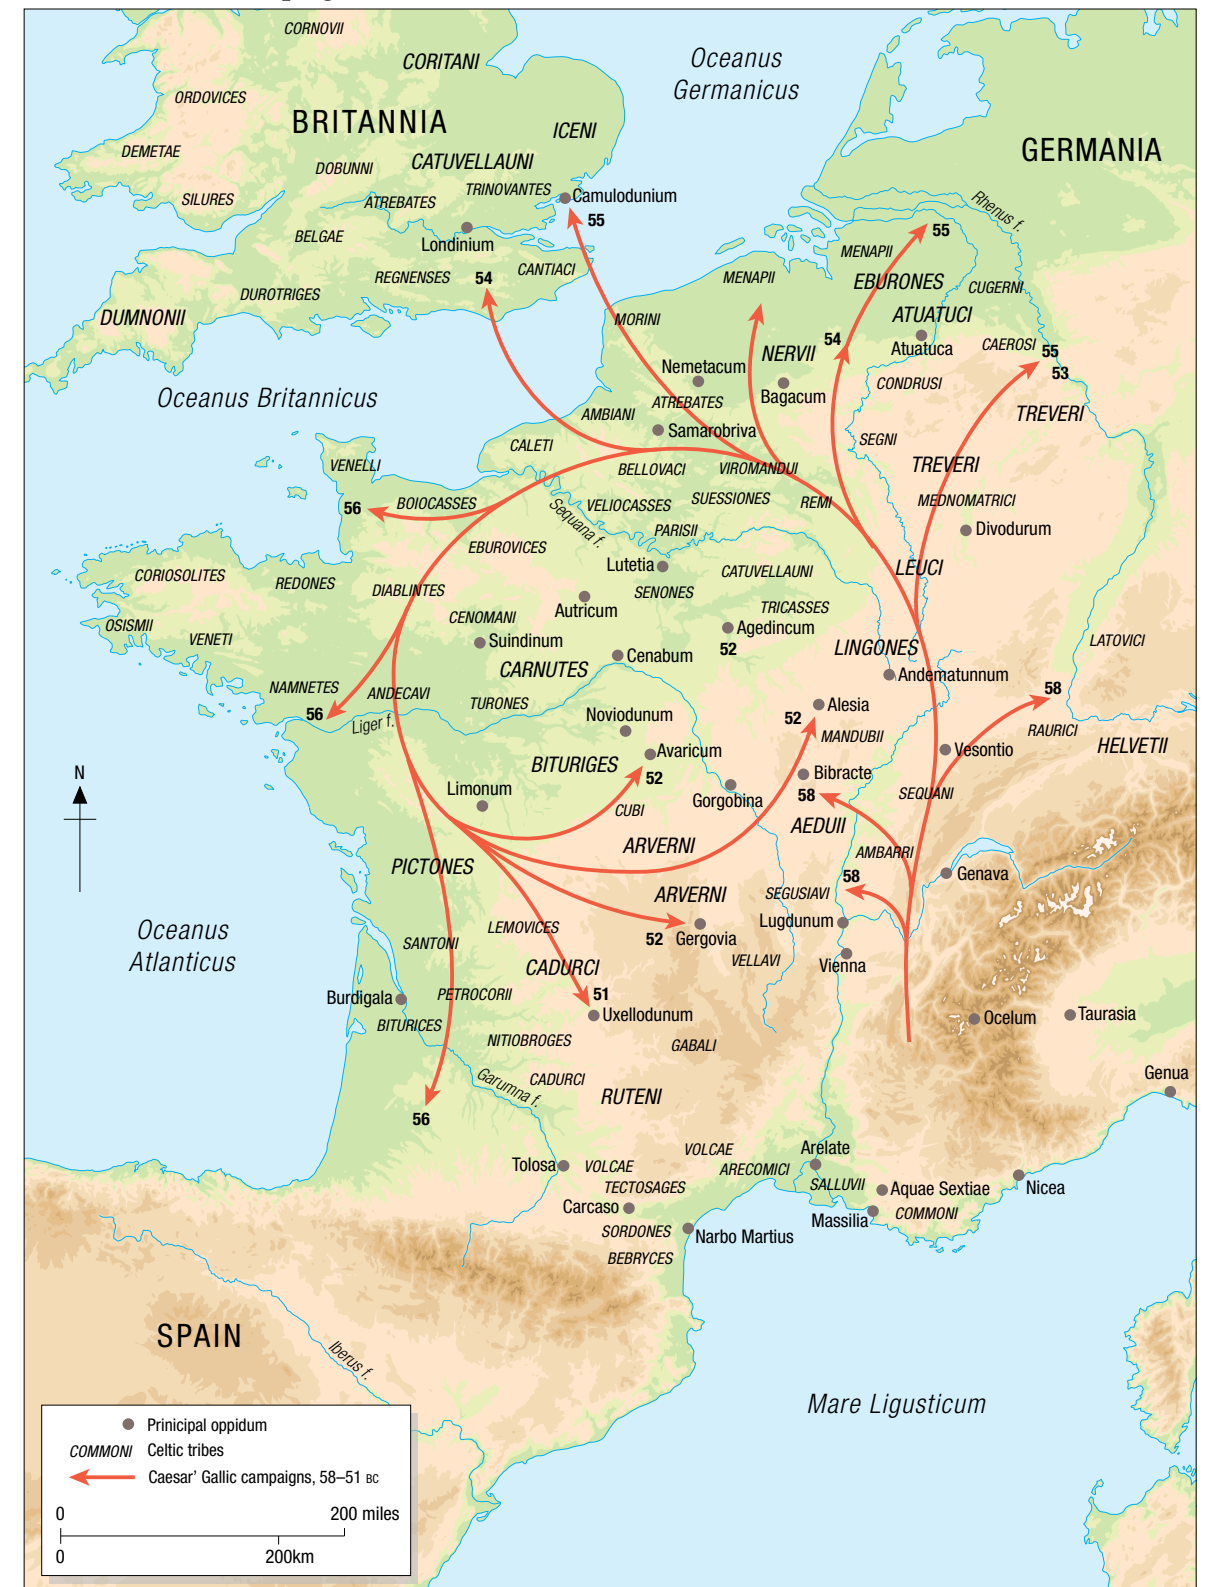 CORNOVII
CORITANI
Oceanus
Germanicus
ORDOVICES
BRITANNIA
ICENI
GERMANIA
DEMETAE
DOBUNNI
CATUVELLAUNI
TRINOVANTES
Camulodunium
55
SILURES
ATREBATES
Rhenus f.
BELGAE
Londinium
55
MENAPII
REGNENSES
54
CANTIACI
MENAPII
EBURONES
CUGERNI
DUROTRIGES
DUMNONII
MORINI
ATUATUCI
Atuatuca
54
NERVII
CAEROSI
55
53
Nemetacum
Bagacum
CONDRUSI
Oceanus Britannicus
ATREBATES
AMBIANI
TREVERI
Samarobriva
SEGNI
CALETI
VENELLI
BELLOVACI
VIROMANDUI
TREVERI
56
BOIOCASSES
VELIOCASSES
SUESSIONES
REMI
MEDNOMATRICI
Sequana f.
PARISII
Divodurum
EBUROVICES
Lutetia
CATUVELLAUNI
LEUCI
CORIOSOLITES
REDONES
DIABLINTES
SENONES
Autricum
TRICASSES
OSISMII
VENETI
CENOMANI
Suindinum
Agedincum
52
LINGONES
LATOVICI
CARNUTES
Cenabum
Andematunnum
NAMNETES
ANDECAVI
TURONES
58
56
Liger f.
Noviodunum
52
Alesia
MANDUBII
RAURICI
HELVETII
Avaricum
52
Vesontio
N
BITURIGES
Bibracte
58
Limonum
CUBI
Gorgobina
SEQUANI
AEDUII
ARVERNI
AMBARRI
PICTONES
58
Genava
ARVERNI
SEGUSIAVI
Oceanus
Atlanticus
LEMOVICES
52
Gergovia
Lugdunum
SANTONI
VELLAVI
Vienna
CADURCI
51
Burdigala
PETROCORII
Uxellodunum
Ocelum
Taurasia
BITURICES
NITIOBROGES
GABALI
Garumna f.
CADURCI
RUTENI
Genua
56
VOLCAE
ARECOMICI
Arelate
Tolosa
VOLCAE
TECTOSAGES
SALLUVII
Aquae Sextiae
Nicea
Carcaso
Massilia
COMMONI
SORDONES
Narbo Martius
BEBRYCES
SPAIN
Iberus f.
Mare Ligusticum
Prinicipal oppidum
COMMONI
Celtic tribes
Caesar' Gallic campaigns, 58–51 BC
0
200 miles
0
200km